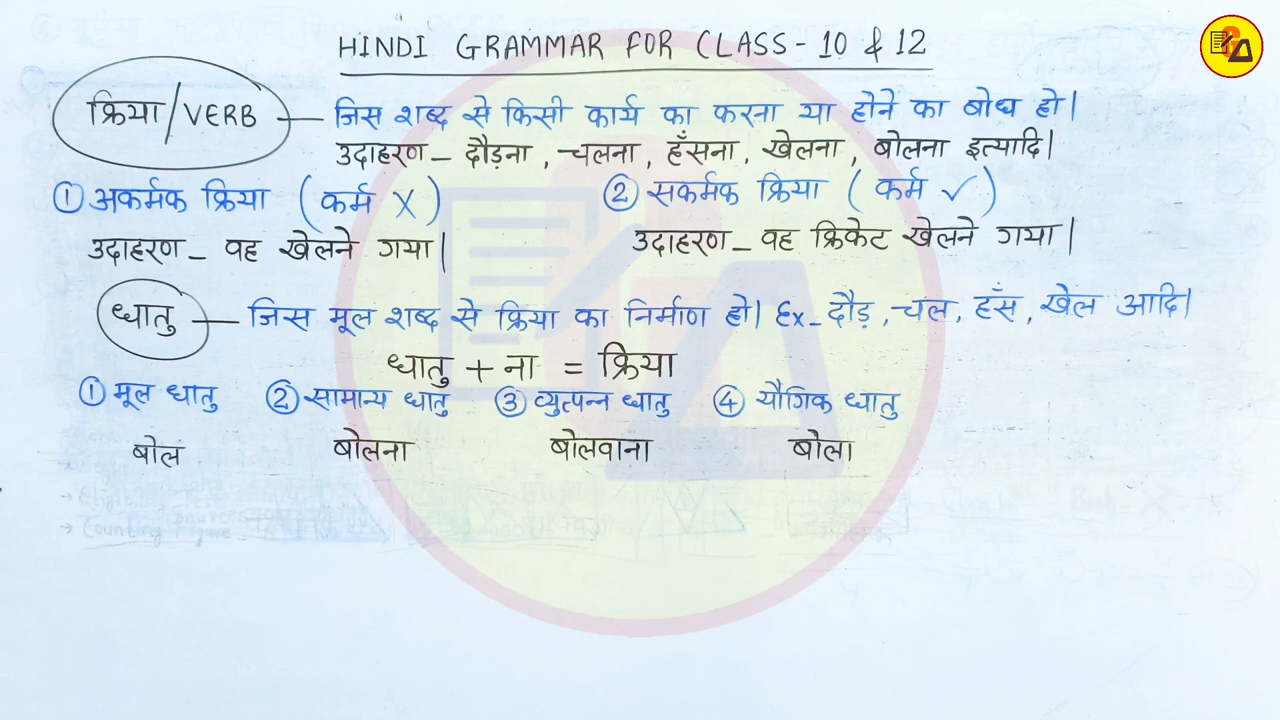 HINDI GRAMMAR FOR CLASS - 10 & 12
क्रिया/VERB — जिस शब्द से किसी कार्य का करना या होने का बोध हो।
उदाहरण – दौड़ना, चलना, हँसना, खेलना, बोलना इत्यादि।
① अकर्मक क्रिया (कर्म X) ② सकर्मक क्रिया (कर्म ✓)
उदाहरण – वह खेलने गया। उदाहरण – वह क्रिकेट खेलने गया।
धातु — जिस मूल शब्द से क्रिया का निर्माण हो। Ex – दौड़, चल, हँस, खेल आदि।
धातु + ना = क्रिया
① मूल धातु ② सामान्य धातु ③ व्युत्पन्न धातु ④ यौगिक धातु
बोल बोलना बोलवाना बोला
Counting Figure